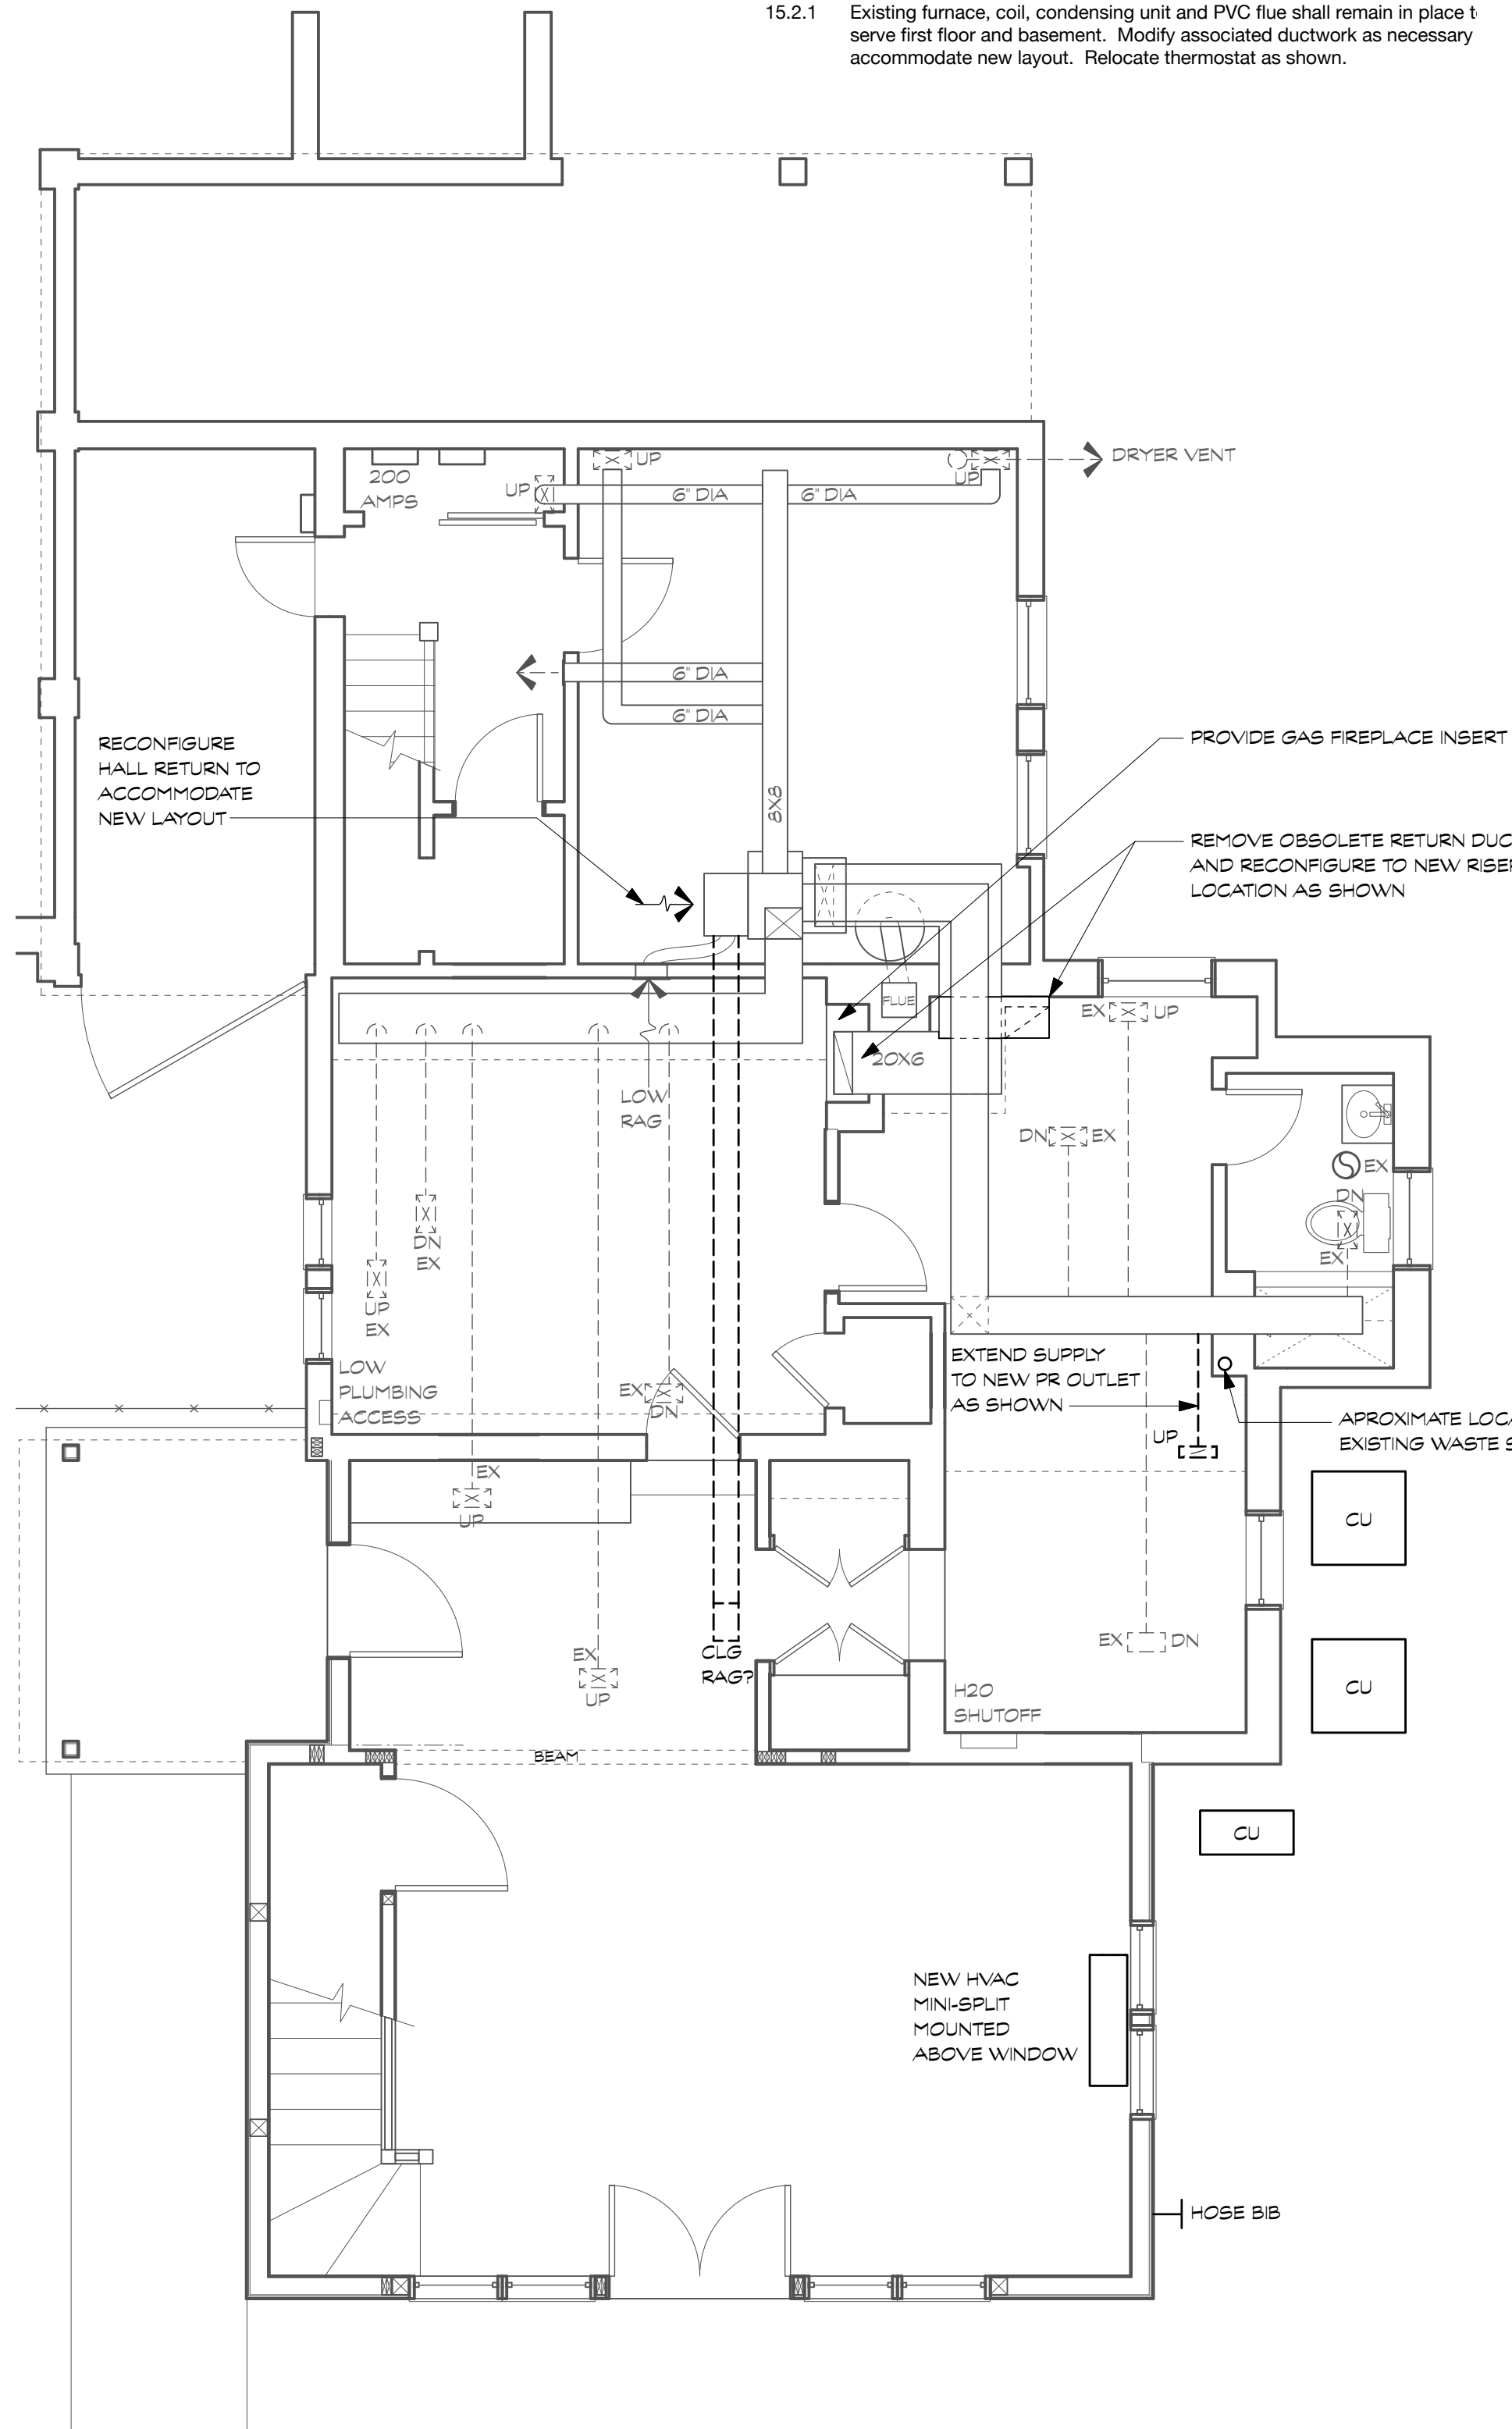 15.2.1 Existing furnace, coil, condensing unit and PVC flue shall remain in place
serve first floor and basement. Modify associated ductwork as necessary
accommodate new layout. Relocate thermostat as shown.
UP
UP
DRYER VENT
200
AMPS
UP
6" DIA
6" DIA
6" DIA
6" DIA
8X8
RECONFIGURE
HALL RETURN TO
ACCOMMODATE
NEW LAYOUT
PROVIDE GAS FIREPLACE INSERT
REMOVE OBSOLETE RETURN DUC
AND RECONFIGURE TO NEW RISE
LOCATION AS SHOWN
FLUE
EX
UP
20X6
LOW
RAG
DN
EX
EX
DN
EX
DN
EX
UP
EX
LOW
PLUMBING
ACCESS
EX
DN
EXTEND SUPPLY
TO NEW PR OUTLET
AS SHOWN
UP
APROXIMATE LOC
EXISTING WASTE
EX
UP
CU
EX
UP
CLG
RAG?
EX
DN
CU
H2O
SHUTOFF
BEAM
CU
NEW HVAC
MINI-SPLIT
MOUNTED
ABOVE WINDOW
HOSE BIB